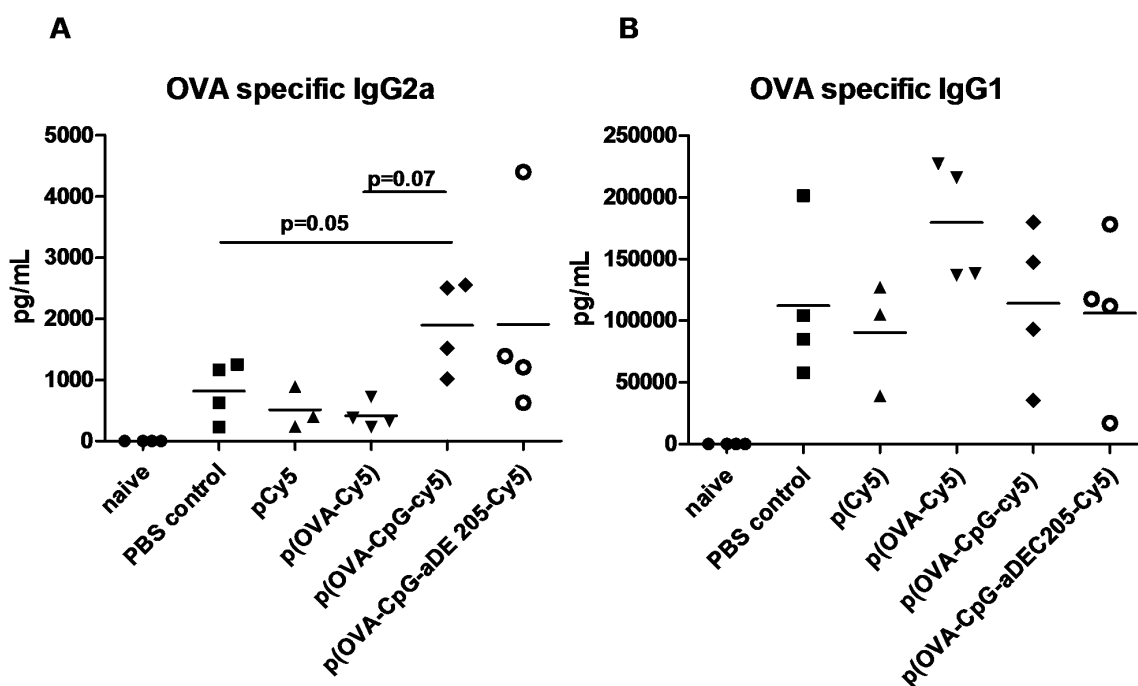 A
B
OVA specific IgG2a
OVA specific IgG1
pg/mL
5000
4000
3000
2000
1000
0
p=0.07
p=0.05
naive
PBS control
pCy5
p(OVA-Cy5)
p(OVA-CpG-cy5)
p(OVA-CpG-aDE 205-Cy5)
pg/mL
250000
200000
150000
100000
50000
0
naive
PBS control
p(Cy5)
p(OVA-Cy5)
p(OVA-CpG-cy5)
p(OVA-CpG-aDEC205-Cy5)